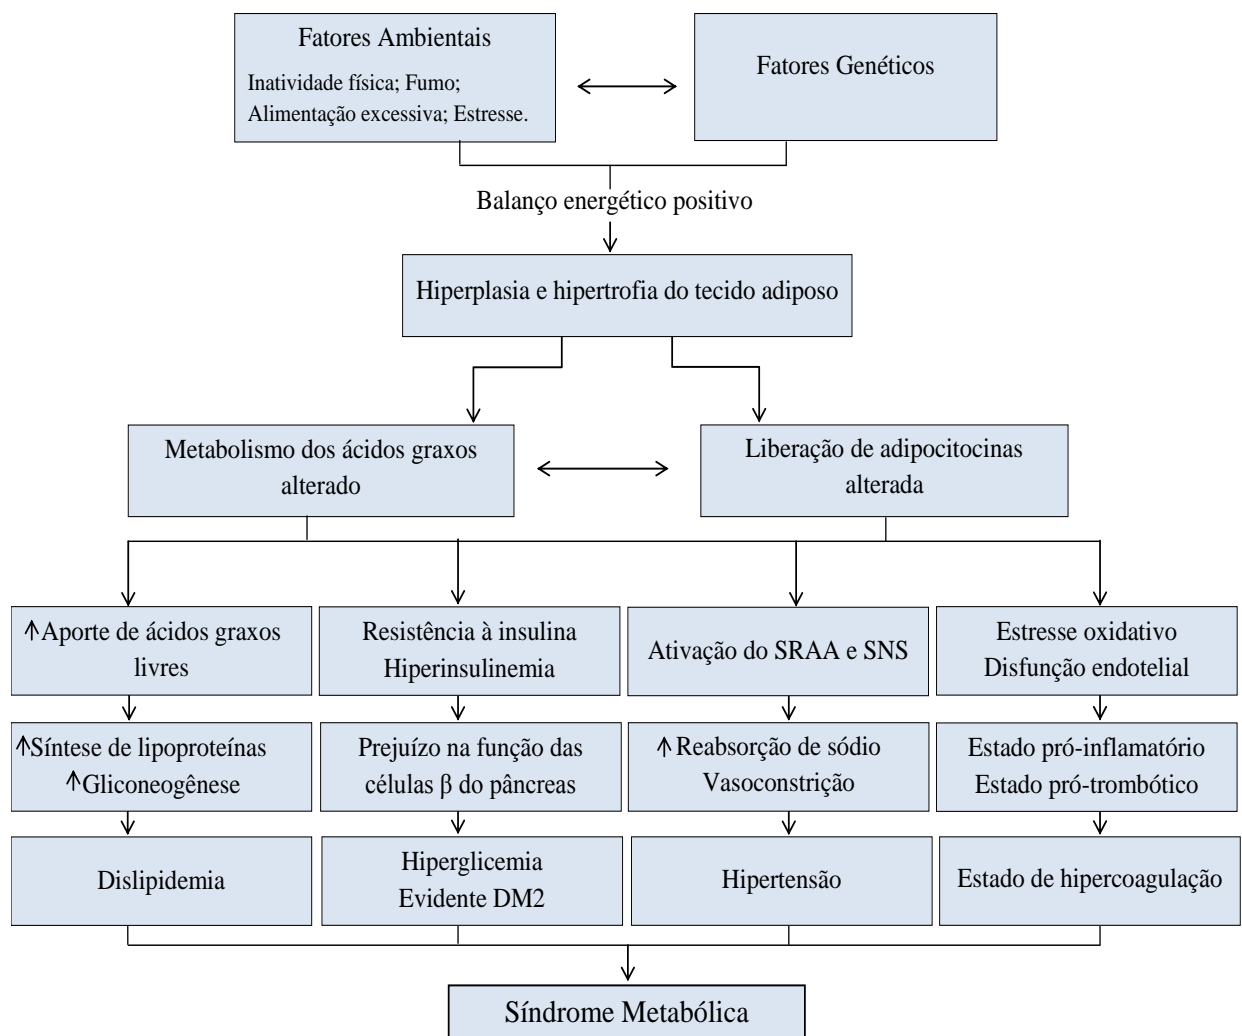 Fatores Ambientais
Inatividade física; Fumo;
Alimentação excessiva; Estresse.
Fatores Genéticos
Balanço energético positivo
Hiperplasia e hipertrofia do tecido adiposo
Metabolismo dos ácidos graxos
alterado
Liberação de adipocitocinas
alterada
↑Aporte de ácidos graxos
livres
Resistência à insulina
Hiperinsulinemia
Ativação do SRAA e SNS
Estresse oxidativo
Disfunção endotelial
↑Síntese de lipoproteínas
↑Gliconeogênese
Prejuízo na função das
células β do pâncreas
↑ Reabsorção de sódio
Vasoconstrição
Estado pró-inflamatório
Estado pró-trombótico
Dislipidemia
Hiperglicemia
Evidente DM2
Hipertensão
Estado de hipercoagulação
Síndrome Metabólica